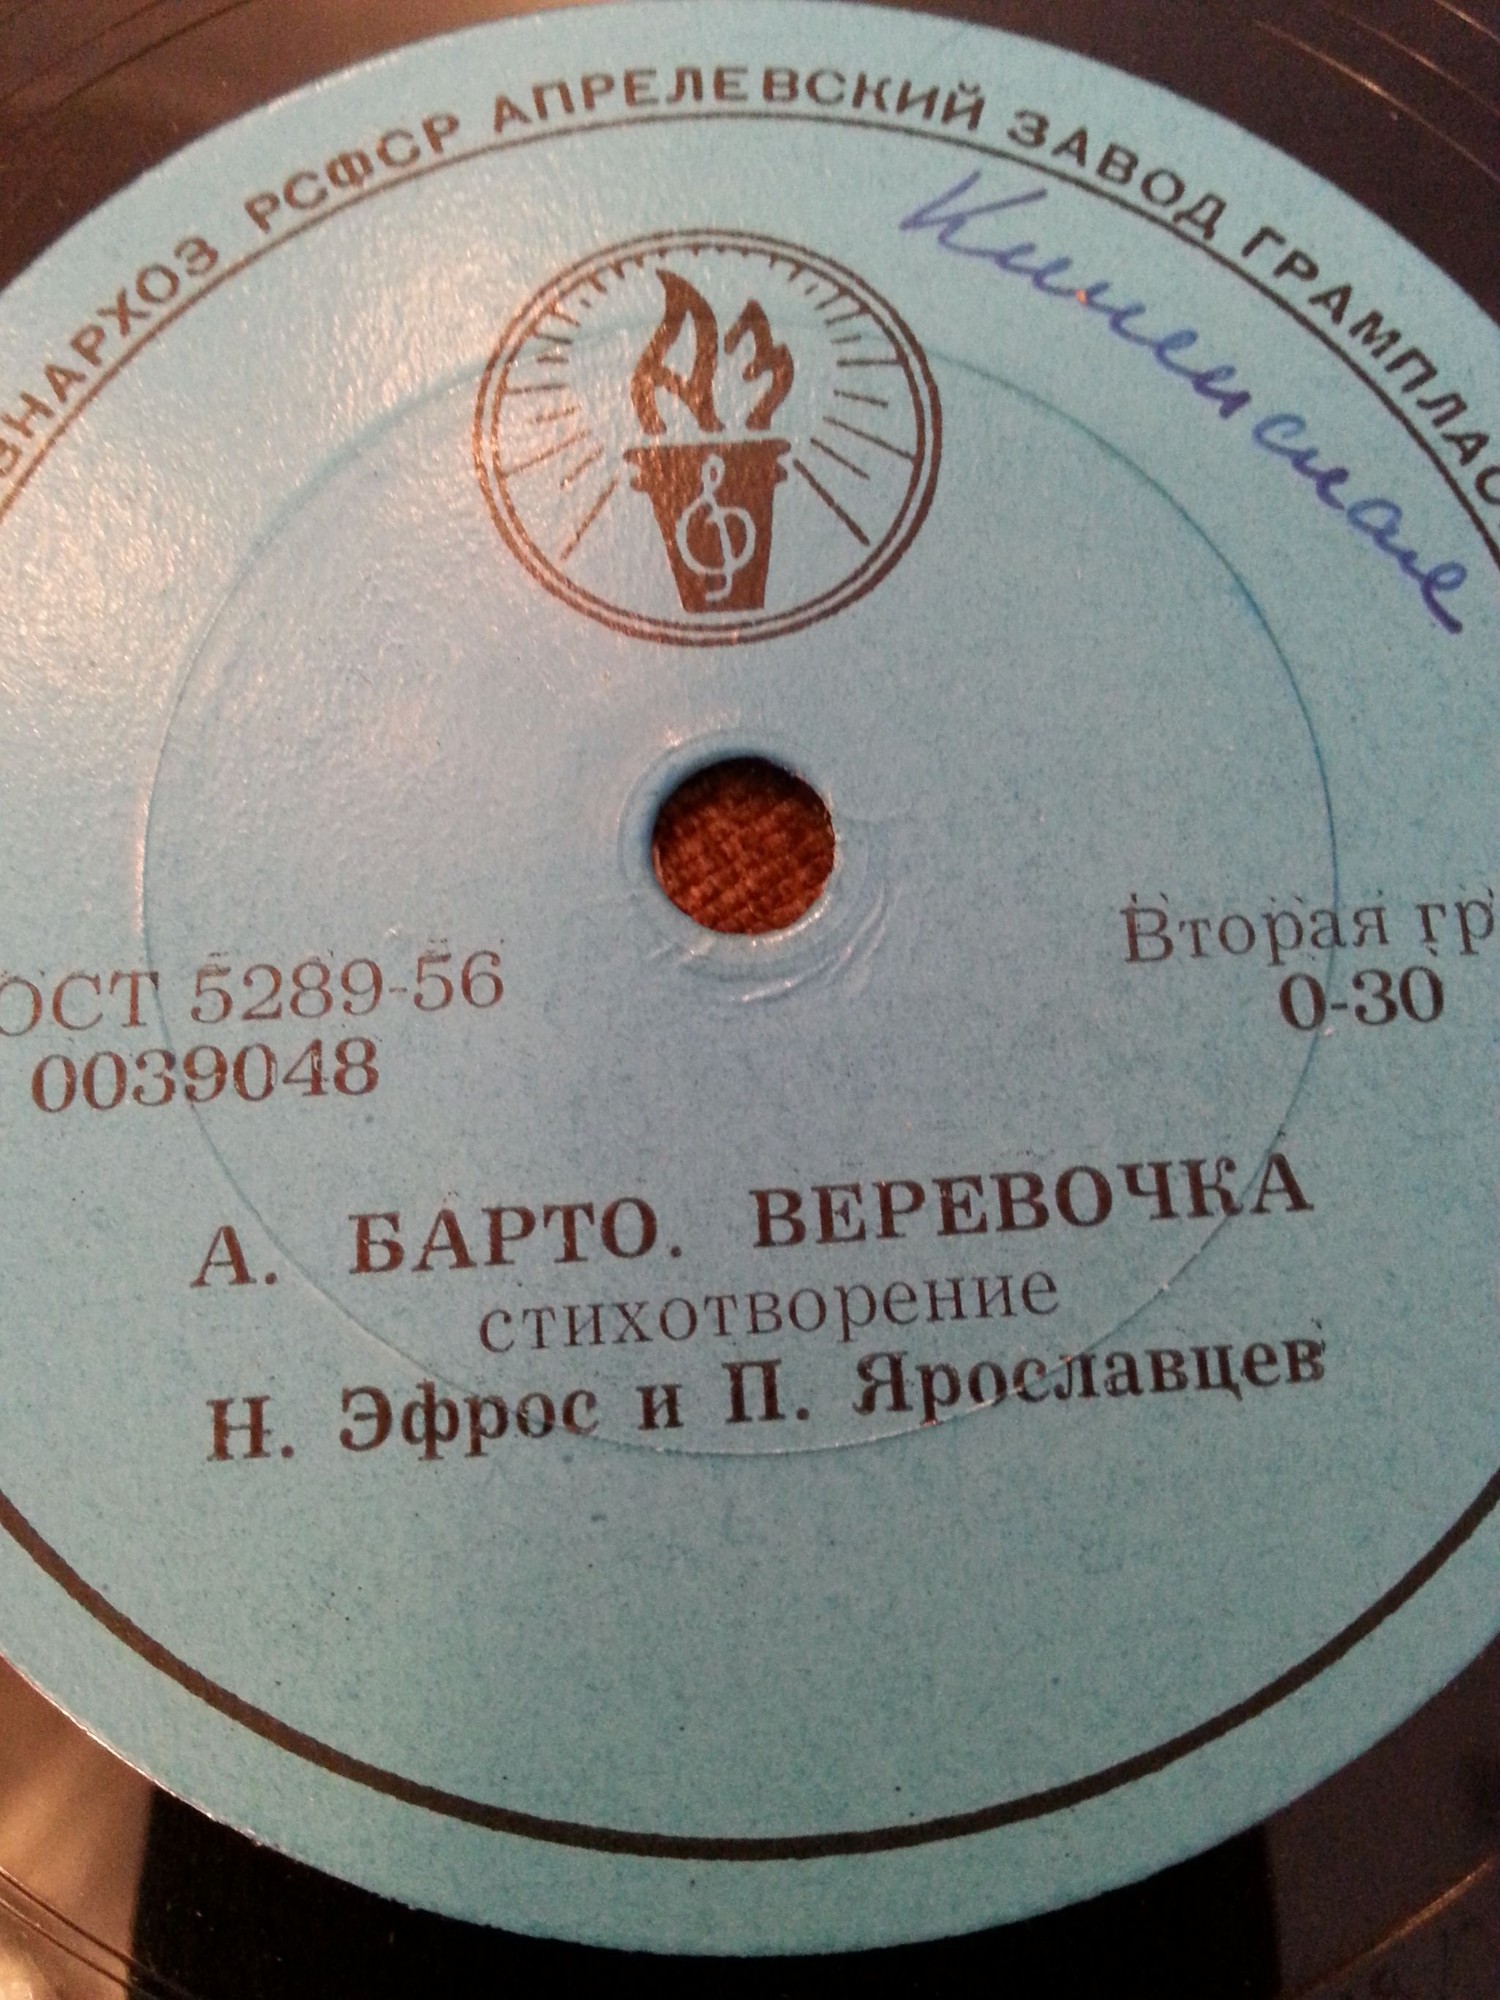 ЗНАРХОЗ РСФСР АПРЕЛЕВСКИЙ ЗАВОД ГРАМПЛАС
ОСТ 5289-56
0039048
Вторая гр
0-30
А. БАРТО. ВЕРЕВОЧКА
стихотворение
Н. Эфрос и П. Ярославцев